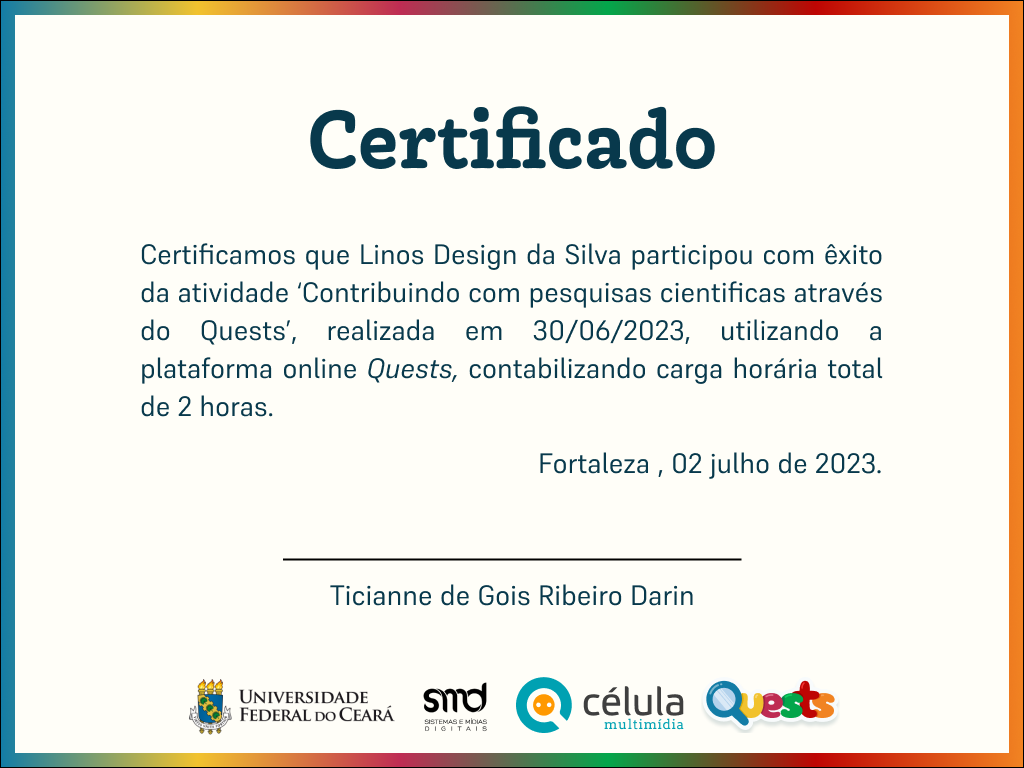 Certificado
Certificamos que Linos Design da Silva participou com êxito
da atividade ‘Contribuindo com pesquisas cientificas através
do Quests’, realizada em 30/06/2023, utilizando a
plataforma online Quests, contabilizando carga horária total
de 2 horas.
Fortaleza , 02 julho de 2023.
Ticianne de Gois Ribeiro Darin
UNIVERSIDADE
FEDERAL DO CEARÁ
smd
SISTEMAS E MÍDIAS
DIGITAIS
célula
multimídia
Quests